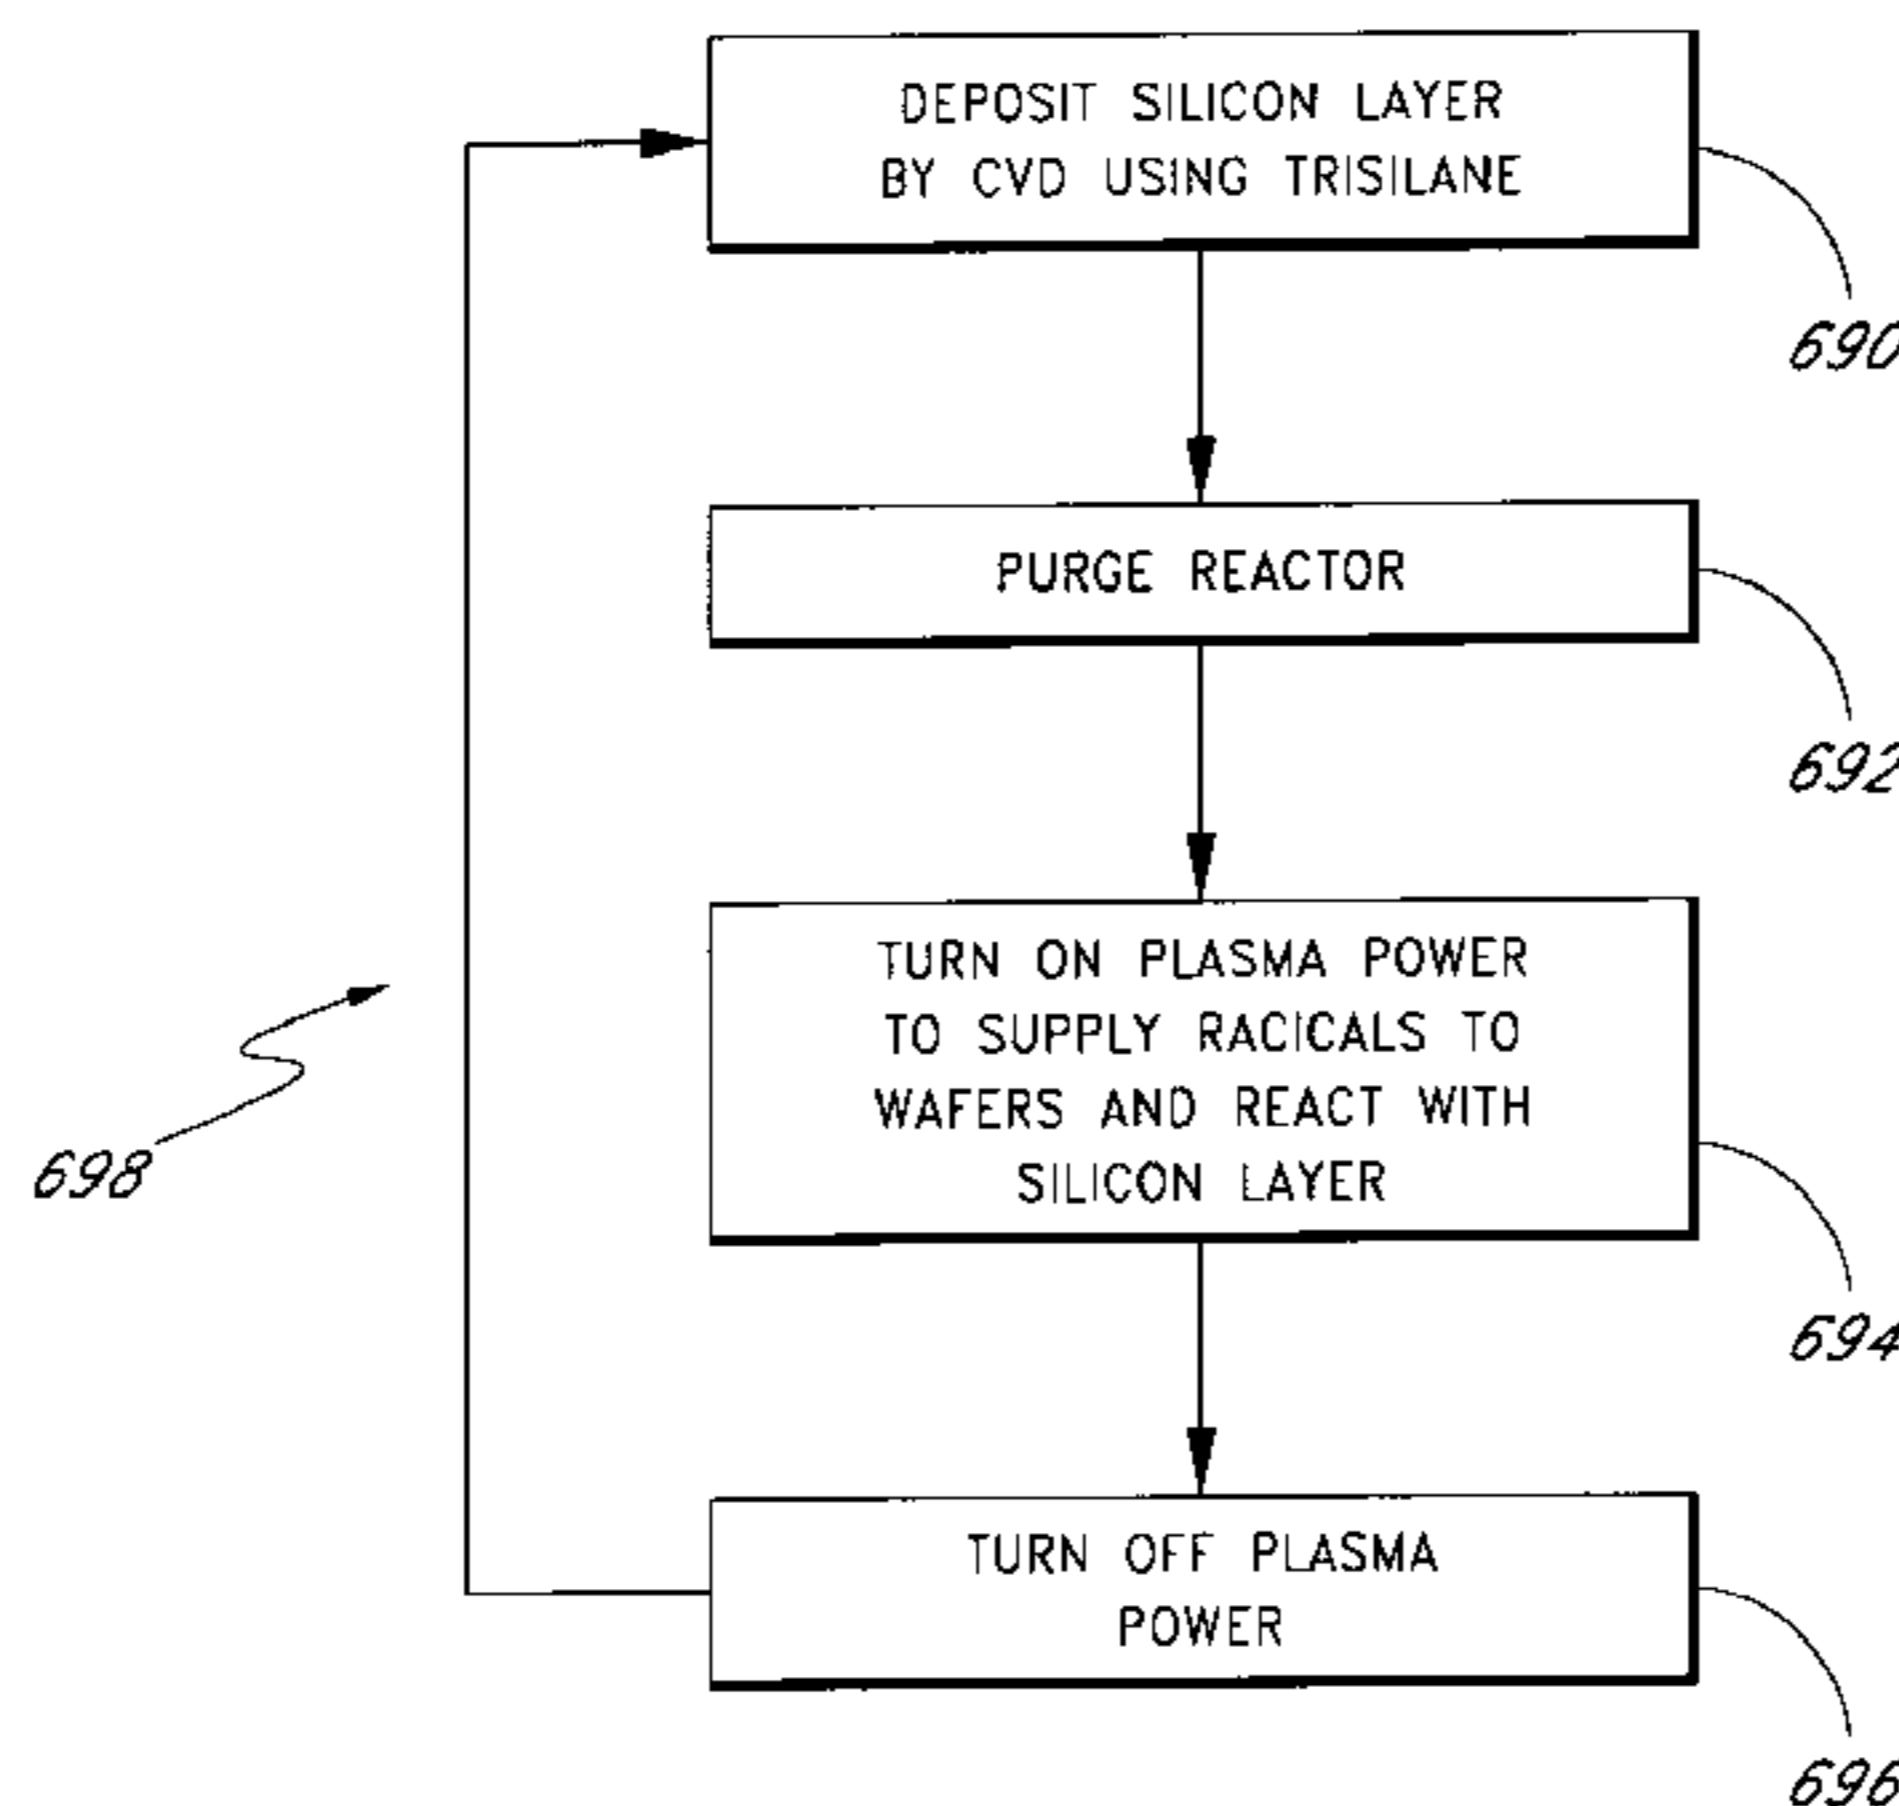 DEPOSIT SILICON LAYER
BY CVD USING TRISILANE
690
PURGE REACTOR
692
TURN ON PLASMA POWER
TO SUPPLY RACICALS TO
WAFERS AND REACT WITH
SILICON LAYER
694
698
TURN OFF PLASMA
POWER
696